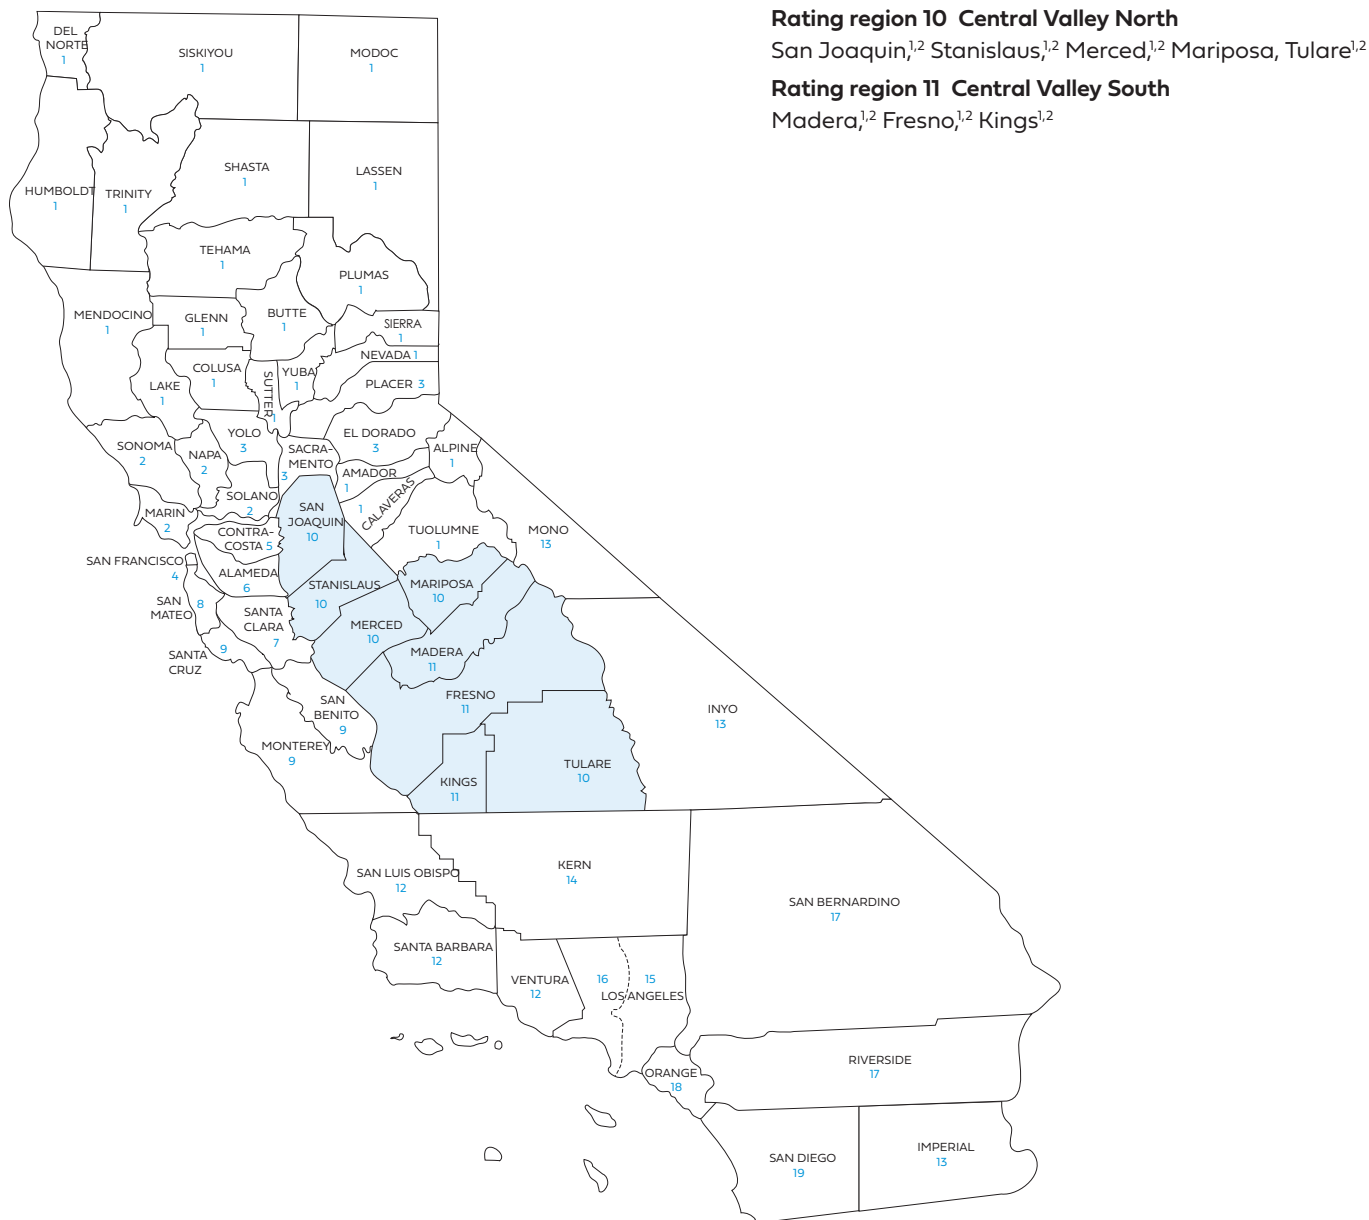 Rating region 10 Central Valley North
San Joaquin,1,2 Stanislaus,1,2 Merced,1,2 Mariposa, Tulare1,2
Rating region 11 Central Valley South
Madera,1,2 Fresno,1,2 Kings1,2
DEL
NORTE
1
SISKIYOU
1
MODOC
1
HUMBOLDT
1
TRINITY
1
SHASTA
1
LASSEN
1
TEHAMA
1
PLUMAS
1
MENDOCINO
1
GLENN
1
BUTTE
1
SIERRA
1
NEVADA 1
LAKE
1
COLUSA
1
SUTTER
1
YUBA
1
PLACER 3
SONOMA
2
NAPA
2
YOLO
3
SACRA-
MENTO
3
EL DORADO
3
ALPINE
1
AMADOR
1
CALAVERAS
1
SOLANO
2
MARIN
2
SAN
JOAQUIN
10
TUOLUMNE
1
MONO
13
CONTRA-
COSTA 5
SAN FRANCISCO
4
ALAMEDA
6
STANISLAUS
10
MARIPOSA
10
SAN
MATEO
8
SANTA
CLARA
7
MERCED
10
MADERA
11
SANTA
CRUZ
9
SAN
BENITO
9
FRESNO
11
INYO
13
MONTEREY
9
KINGS
11
TULARE
10
SAN LUIS OBISPO
12
KERN
14
SAN BERNARDINO
17
SANTA BARBARA
12
VENTURA
12
16
15
LOS ANGELES
ORANGE
18
RIVERSIDE
17
SAN DIEGO
19
IMPERIAL
13